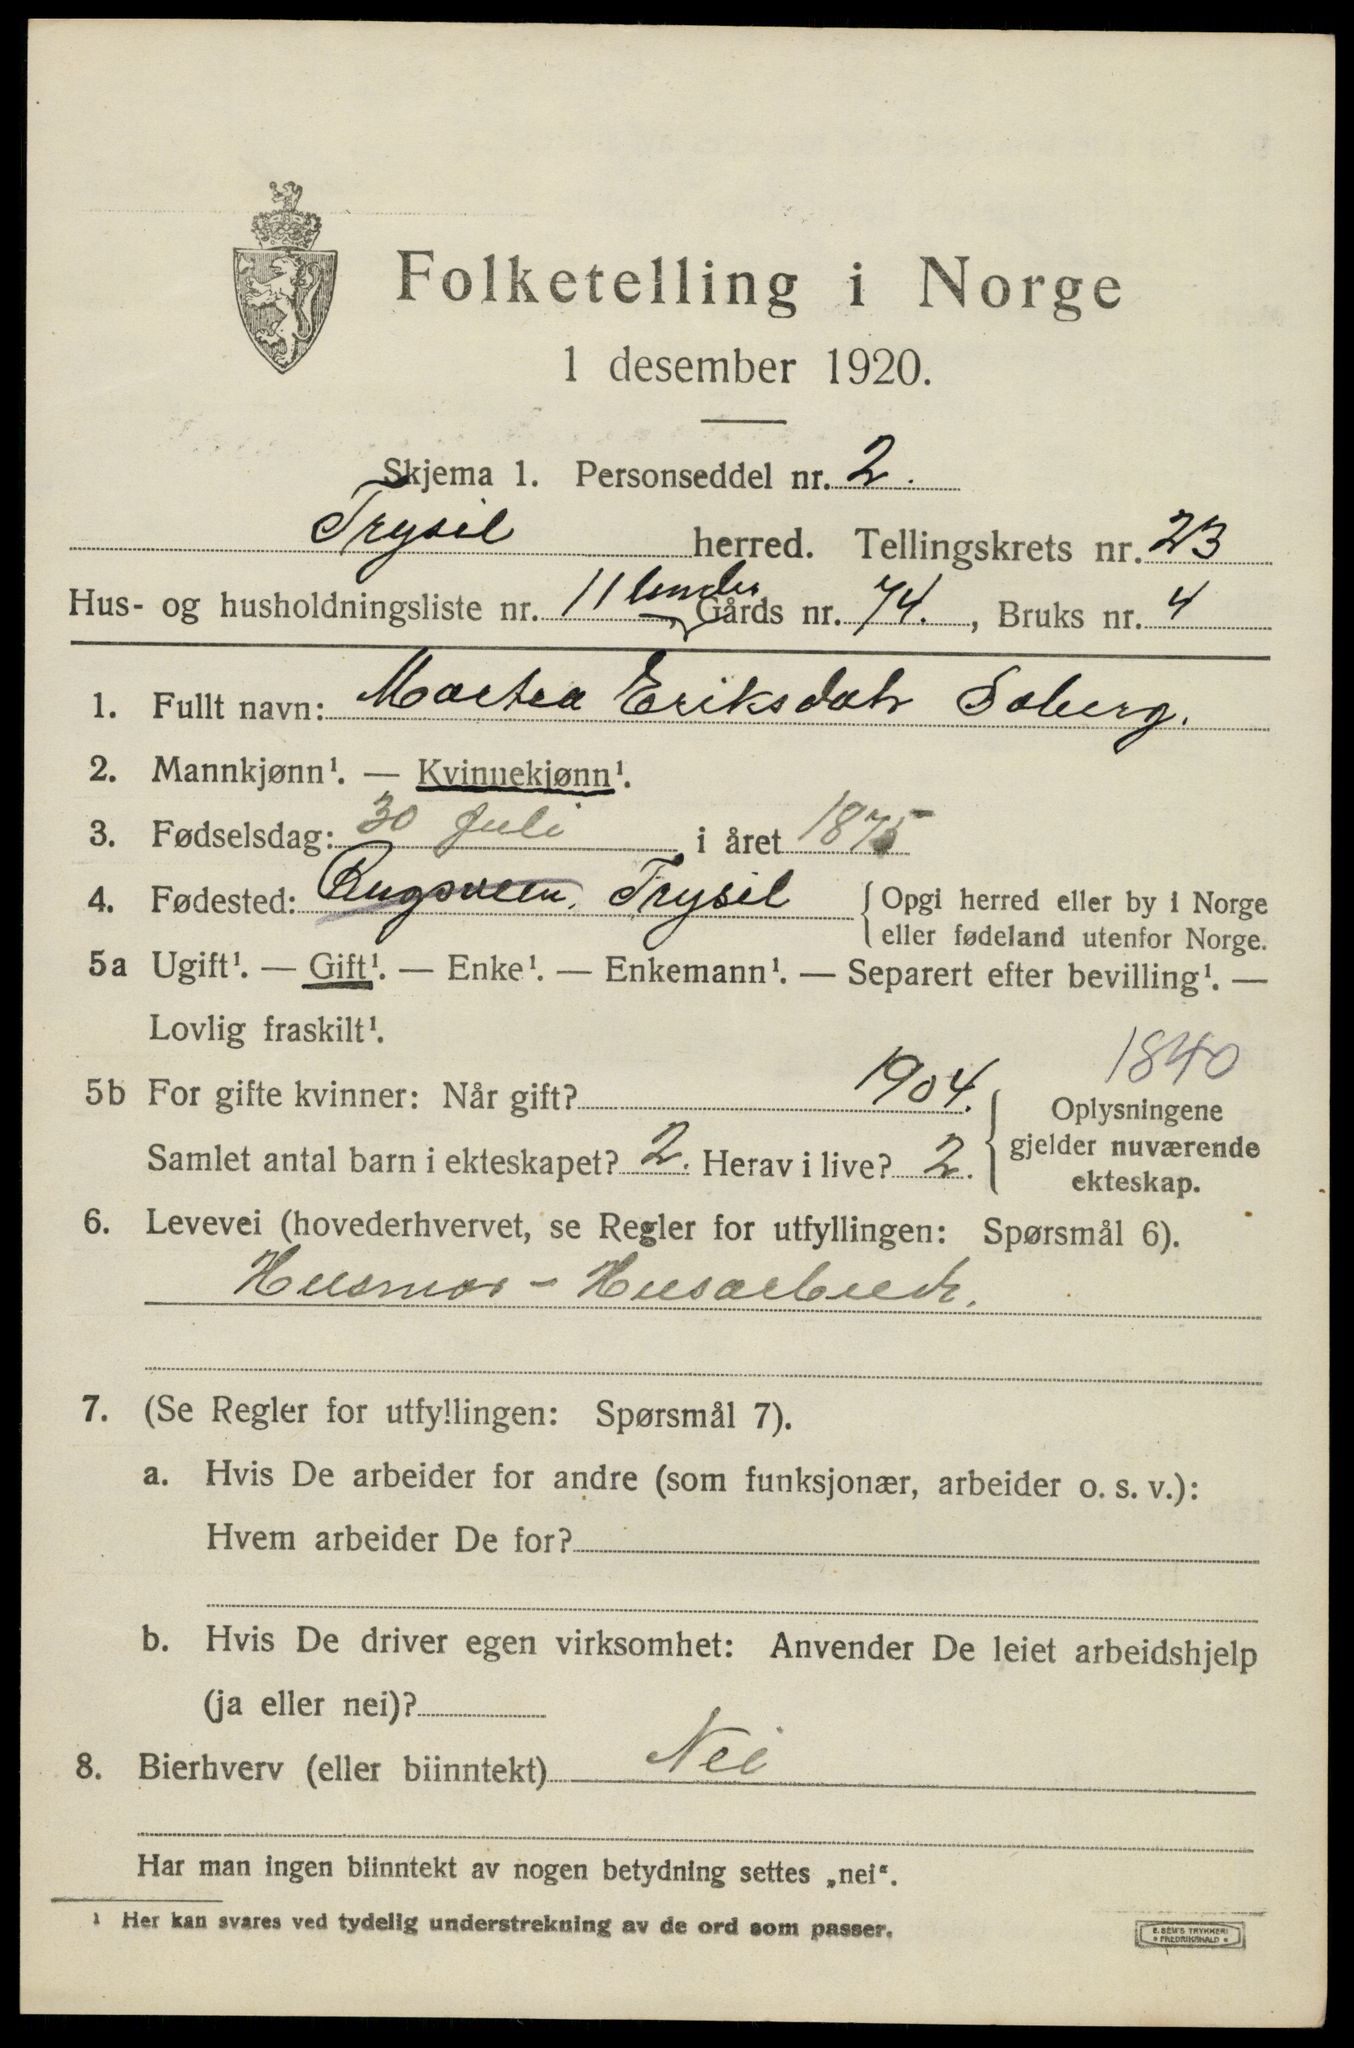 Folketelling i Norge
1 desember 1920.
Skjema 1. Personseddel nr. 2.
Trysil herred. Tellingskrets nr. 23
Hus- og husholdningsliste nr. 11 under Gårds nr. 74., Bruks nr. 4
1. Fullt navn: Martea Eriksdatr Soberg.
2. Mannkjønn¹. — Kvinnekjønn¹.
3. Fødselsdag: 30 Juli i året 1875
4. Fødested: Trysil {Opgi herred eller by i Norge
eller fødeland utenfor Norge.
5a Ugift¹. — Gift¹. — Enke¹. — Enkemann¹. — Separert efter bevilling¹. —
Lovlig fraskilt¹.
1840
5b For gifte kvinner: Når gift? 1904. Oplysningene
gjelder nuværende
ekteskap.
Samlet antal barn i ekteskapet? 2. Herav i live? 2.
6. Levevei (hovederhvervet, se Regler for utfyllingen: Spørsmål 6).
Husmor - Husarbeide.
7. (Se Regler for utfyllingen: Spørsmål 7).
a. Hvis De arbeider for andre (som funksjonær, arbeider o. s. v.):
Hvem arbeider De for?
b. Hvis De driver egen virksomhet: Anvender De leiet arbeidshjelp
(ja eller nei)?
8. Bierhverv (eller biinntekt) Nei
Har man ingen biinntekt av nogen betydning settes „nei“.
¹ Her kan svares ved tydelig understrekning av de ord som passer.
E. SEM'S TRYKKERI
FREDRIKSHALD